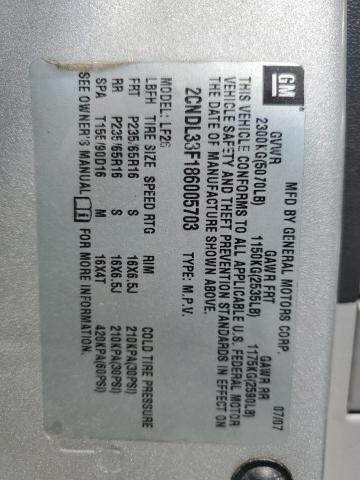 GM
MFD BY GENERAL MOTORS CORP.
07/07
GVWR GAWR FRT GAWR RR
2300KG(5070LB) 1150KG(2535LB) 1175KG(2590LB)
THIS VEHICLE CONFORMS TO ALL APPLICABLE U.S. FEDERAL MOTOR
VEHICLE SAFETY AND THEFT PREVENTION STANDARDS IN EFFECT ON
THE DATE OF MANUFACTURE SHOWN ABOVE.
2CNDL33F186005703 TYPE: M.P.V.
MODEL: LF26
LBFH TIRE SIZE SPEED RTG RIM COLD TIRE PRESSURE
FRT P235/65R16 S 16X6.5J 210KPA(30PSI)
RR P235/65R16 S 16X6.5J 210KPA(30PSI)
SPA T155/90D16 M 16X4T 420KPA(60PSI)
SEE OWNER'S MANUAL FOR MORE INFORMATION.